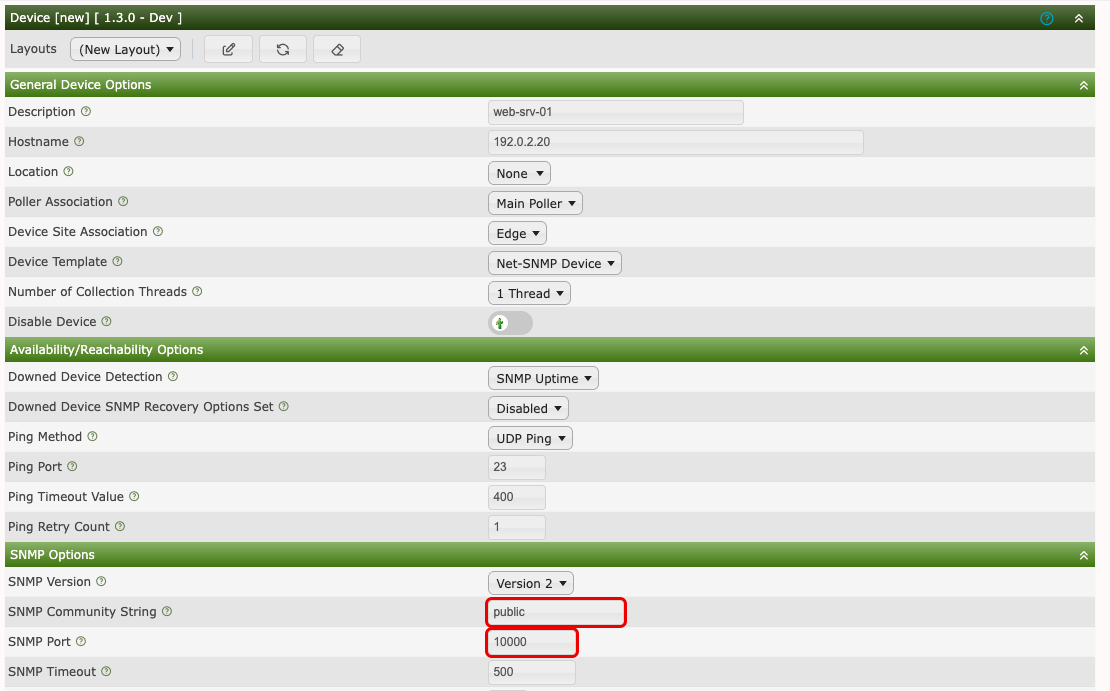 Device [new] [ 1.3.0 - Dev ]
Layouts (New Layout)
General Device Options
Description web-srv-01
Hostname 192.0.2.20
Location None
Poller Association Main Poller
Device Site Association Edge
Device Template Net-SNMP Device
Number of Collection Threads 1 Thread
Disable Device
Availability/Reachability Options
Downed Device Detection SNMP Uptime
Downed Device SNMP Recovery Options Set Disabled
Ping Method UDP Ping
Ping Port 23
Ping Timeout Value 400
Ping Retry Count 1
SNMP Options
SNMP Version Version 2
SNMP Community String public
SNMP Port 10000
SNMP Timeout 500